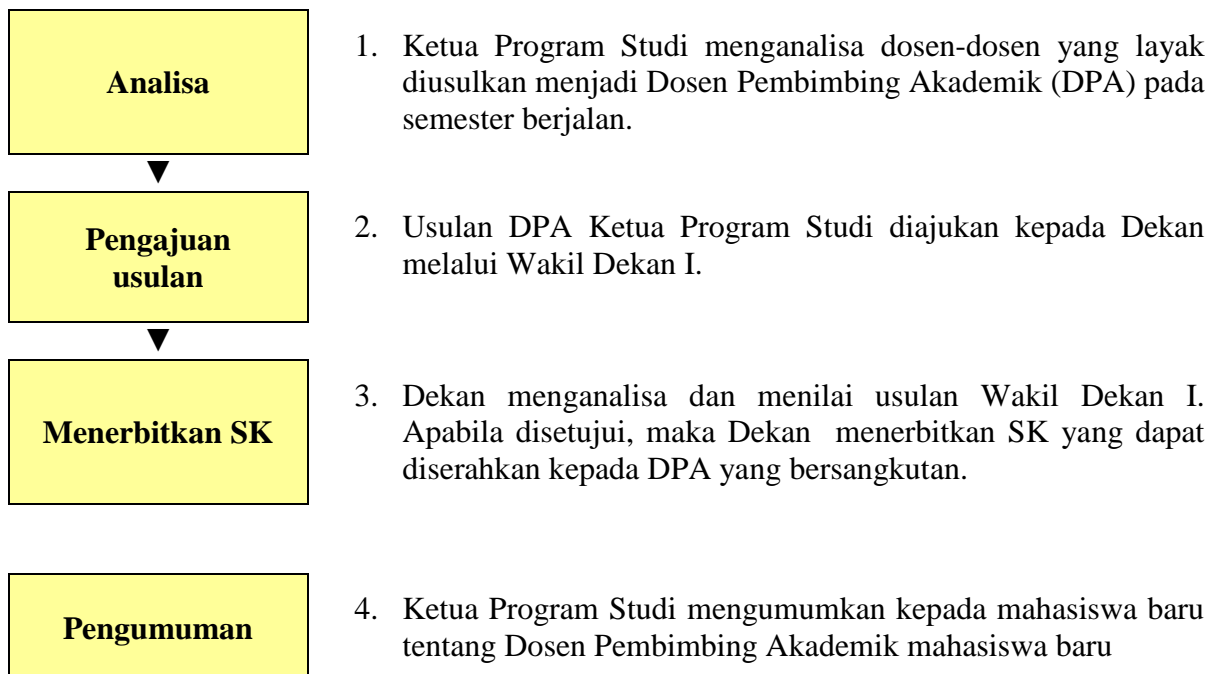 Analisa
1. Ketua Program Studi menganalisa dosen-dosen yang layak
diusulkan menjadi Dosen Pembimbing Akademik (DPA) pada
semester berjalan.
Pengajuan
usulan
2. Usulan DPA Ketua Program Studi diajukan kepada Dekan
melalui Wakil Dekan I.
Menerbitkan SK
3. Dekan menganalisa dan menilai usulan Wakil Dekan I.
Apabila disetujui, maka Dekan menerbitkan SK yang dapat
diserahkan kepada DPA yang bersangkutan.
Pengumuman
4. Ketua Program Studi mengumumkan kepada mahasiswa baru
tentang Dosen Pembimbing Akademik mahasiswa baru